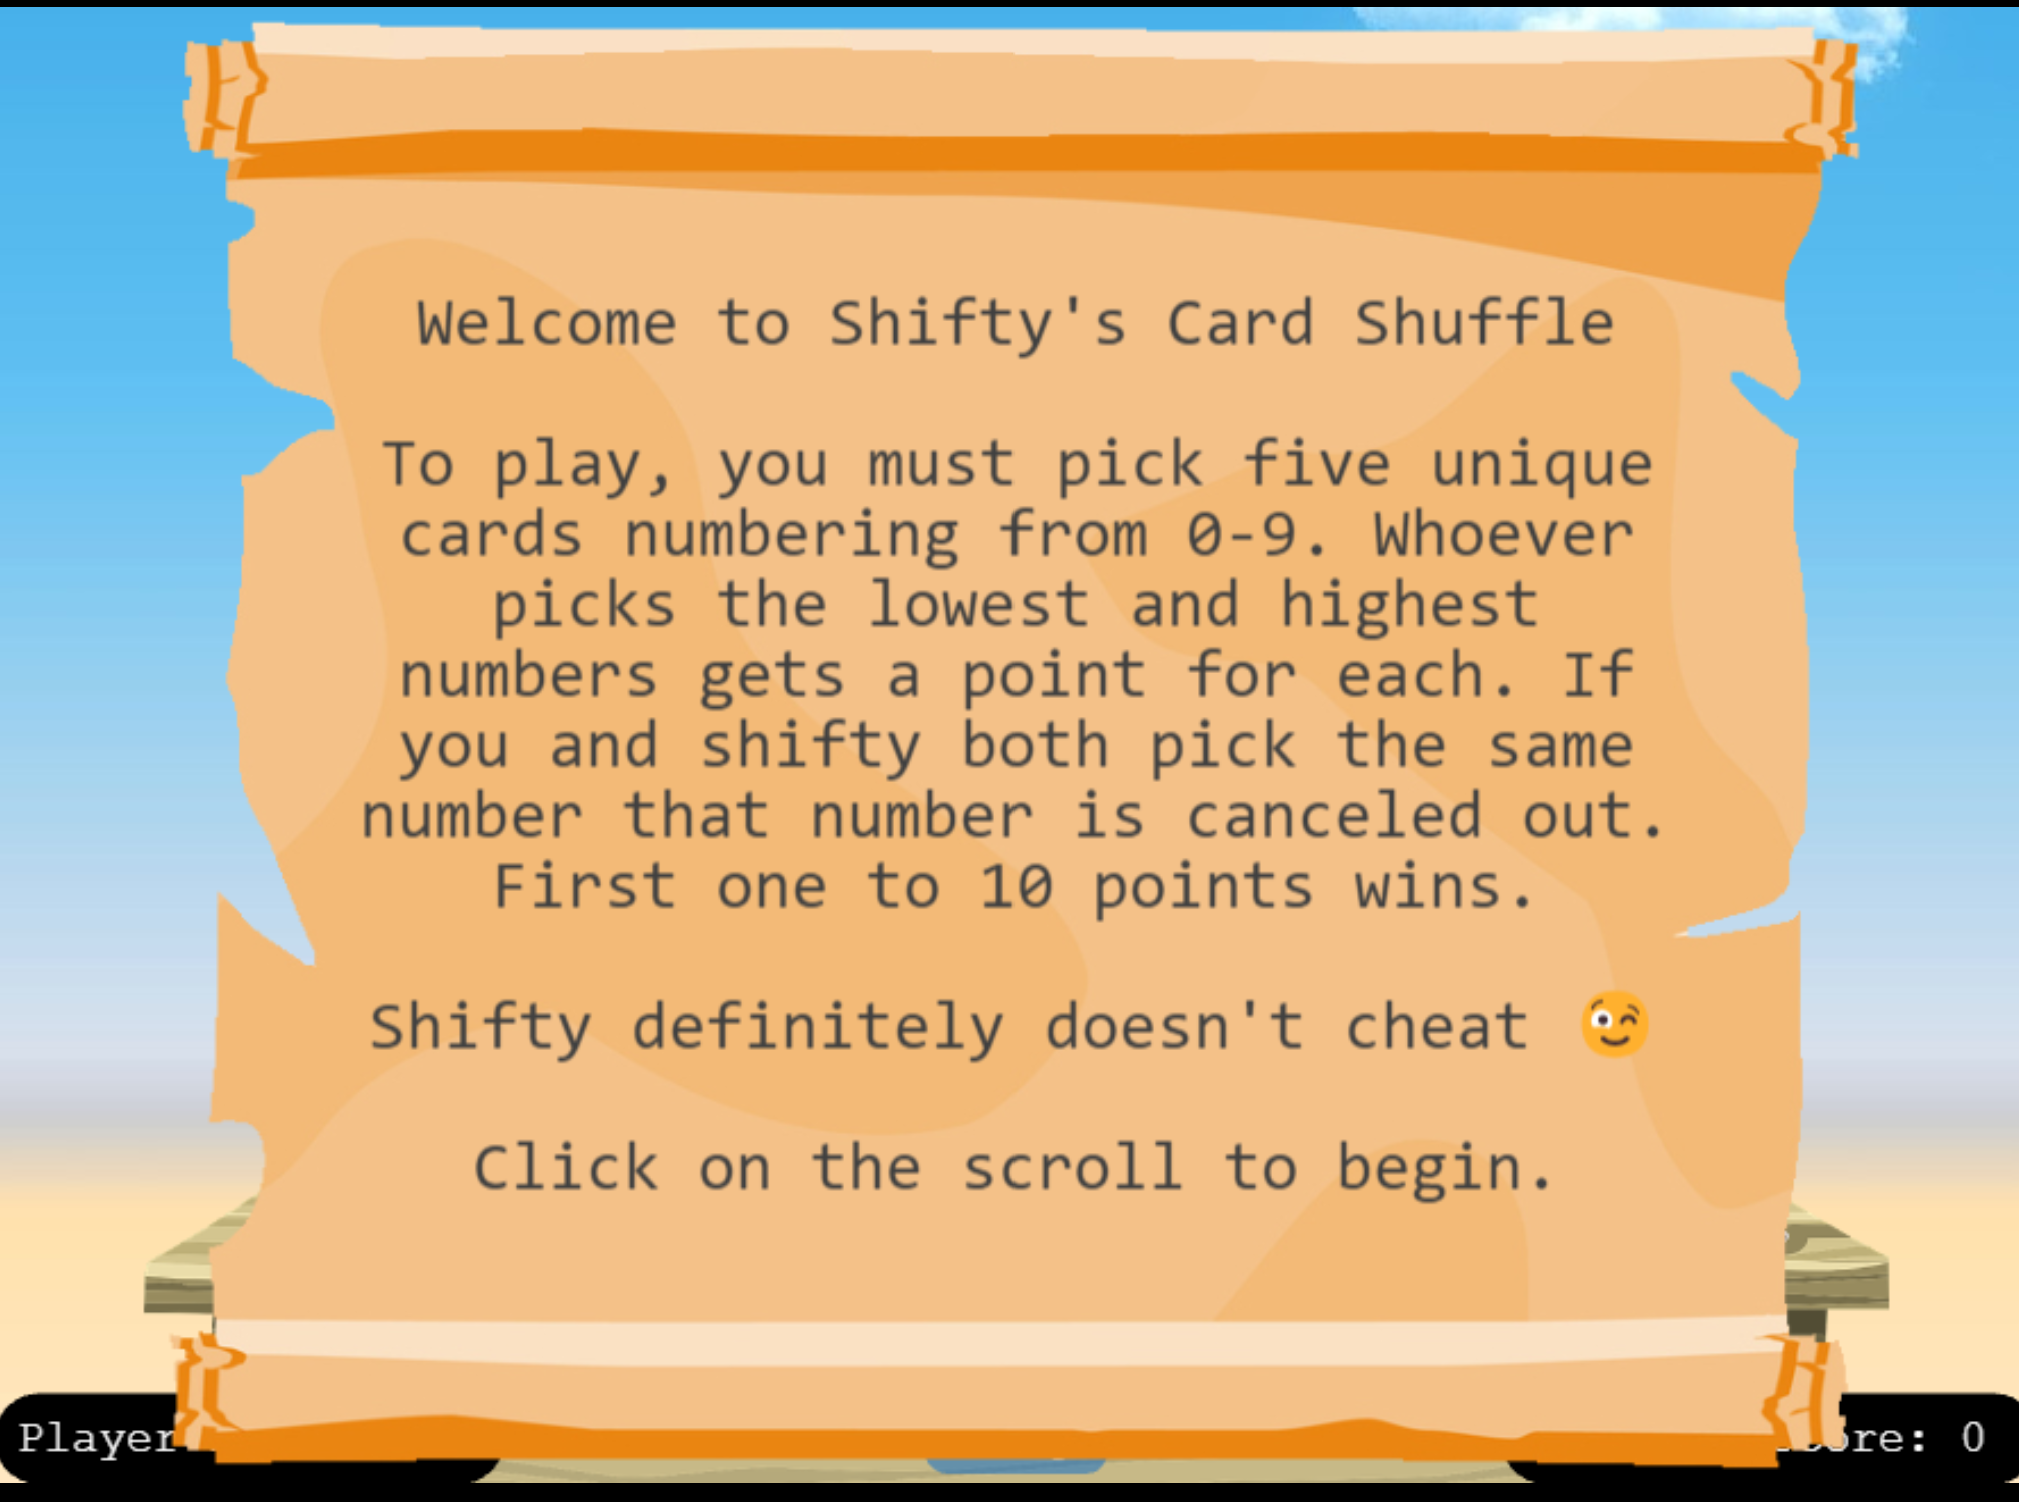 Welcome to Shifty's Card Shuffle
To play, you must pick five unique
cards numbering from 0-9. Whoever
picks the lowest and highest
numbers gets a point for each. If
you and shifty both pick the same
number that number is canceled out.
First one to 10 points wins.
Shifty definitely doesn't cheat 😉
Click on the scroll to begin.
Player
ore: 0